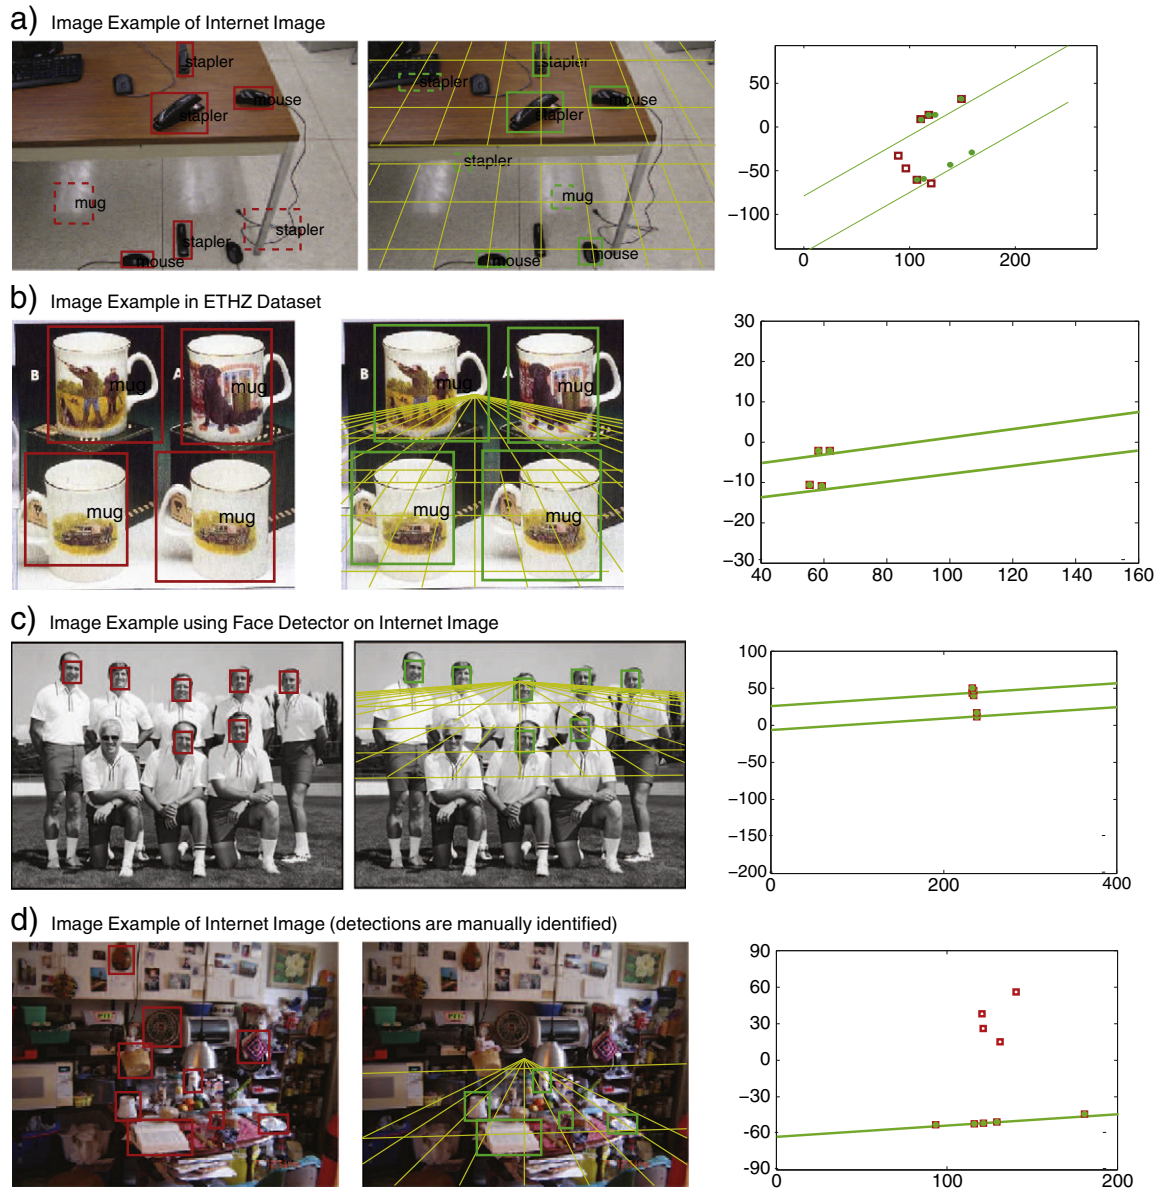 a) Image Example of Internet Image
stapler
mouse
stapler
mug
stapler
stapler
mouse
stapler
stapler
mouse
stapler
stapler
mug
mouse
mouse
50
0
−50
−100
0 100 200
b) Image Example in ETHZ Dataset
B A
mug mug
mug mug
B A
mug mug
mug mug
30
20
10
0
−10
−20
−30
40 60 80 100 120 140 160
c) Image Example using Face Detector on Internet Image
100
50
0
−50
−100
−150
−200
0 200 400
d) Image Example of Internet Image (detections are manually identified)
90
60
30
0
−30
−60
-90
0 100 200